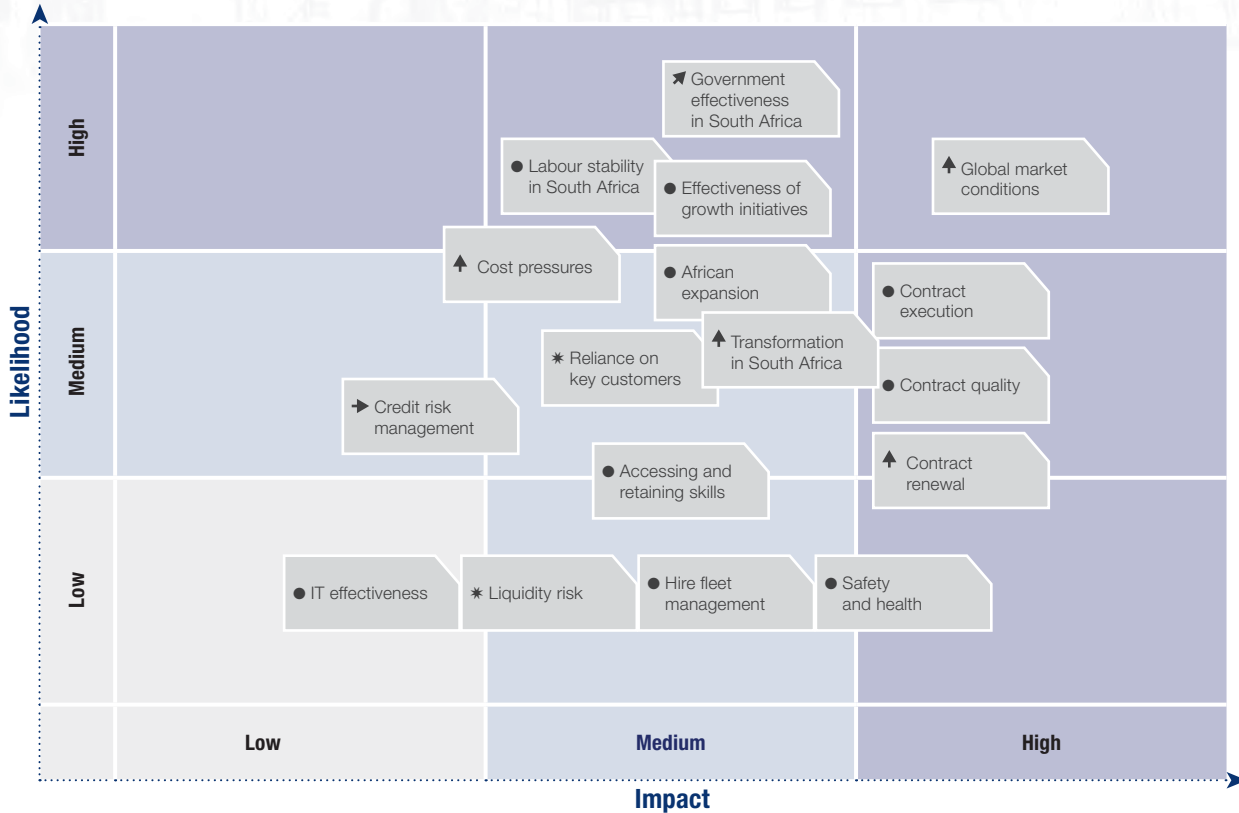 Likelihood
High
Medium
Low
Government
effectiveness
in South Africa
Labour stability
in South Africa
Effectiveness of
growth initiatives
Global market
conditions
Cost pressures
African
expansion
Contract
execution
Transformation
in South Africa
Reliance on
key customers
Contract quality
Credit risk
management
Accessing and
retaining skills
Contract
renewal
IT effectiveness
Liquidity risk
Hire fleet
management
Safety
and health
Low
Medium
High
Impact